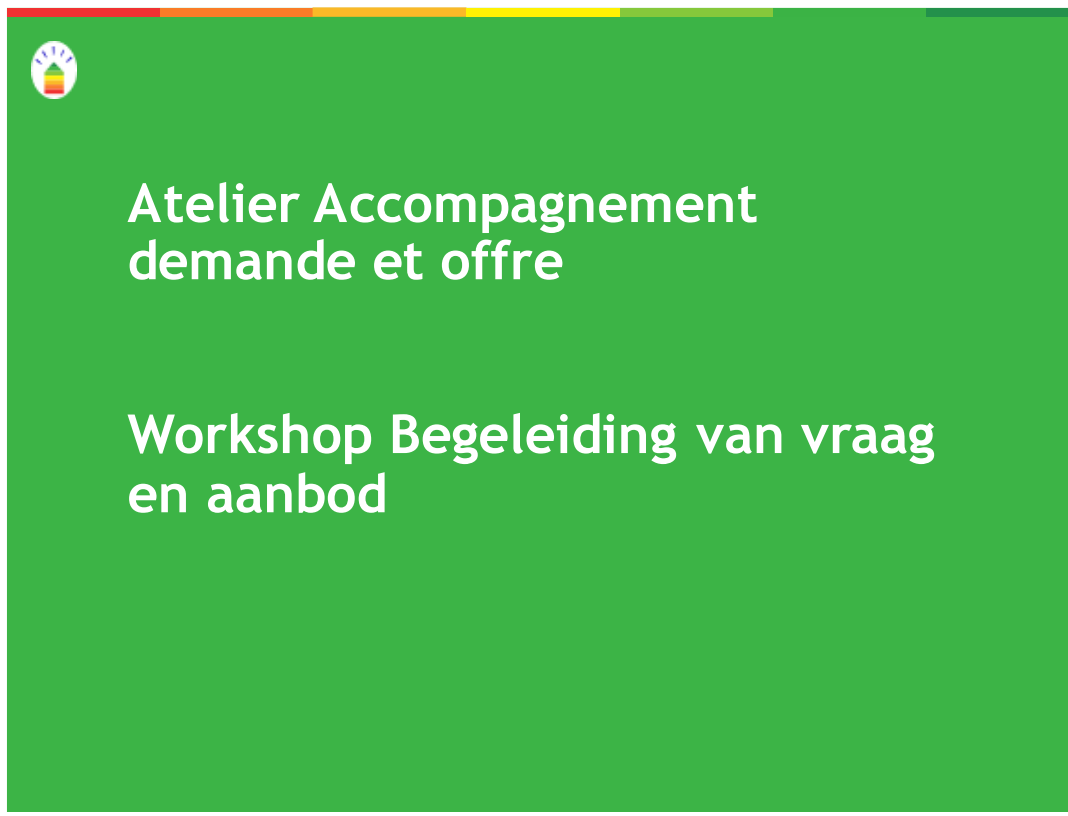 Atelier Accompagnement
demande et offre
Workshop Begeleiding van vraag
en aanbod